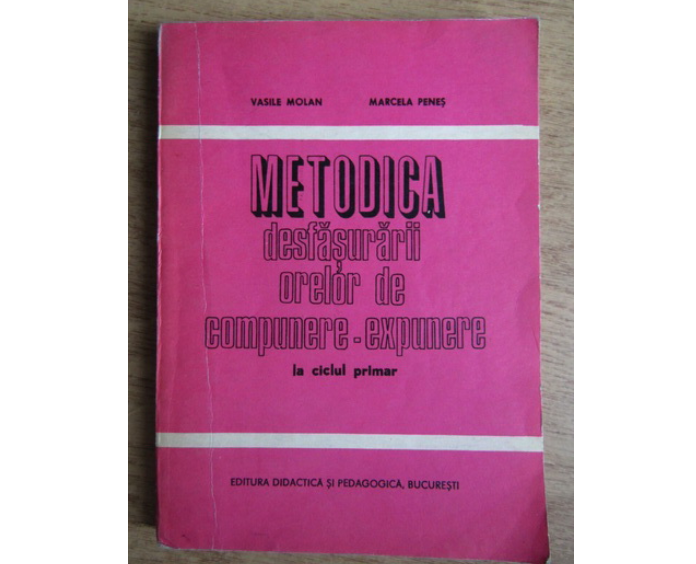 VASILE MOLAN MARCELA PENEȘ
METODICA
desfășurării
orelor de
compunere-expunere
la ciclul primar
EDITURA DIDACTICĂ ȘI PEDAGOGICĂ, BUCUREȘTI